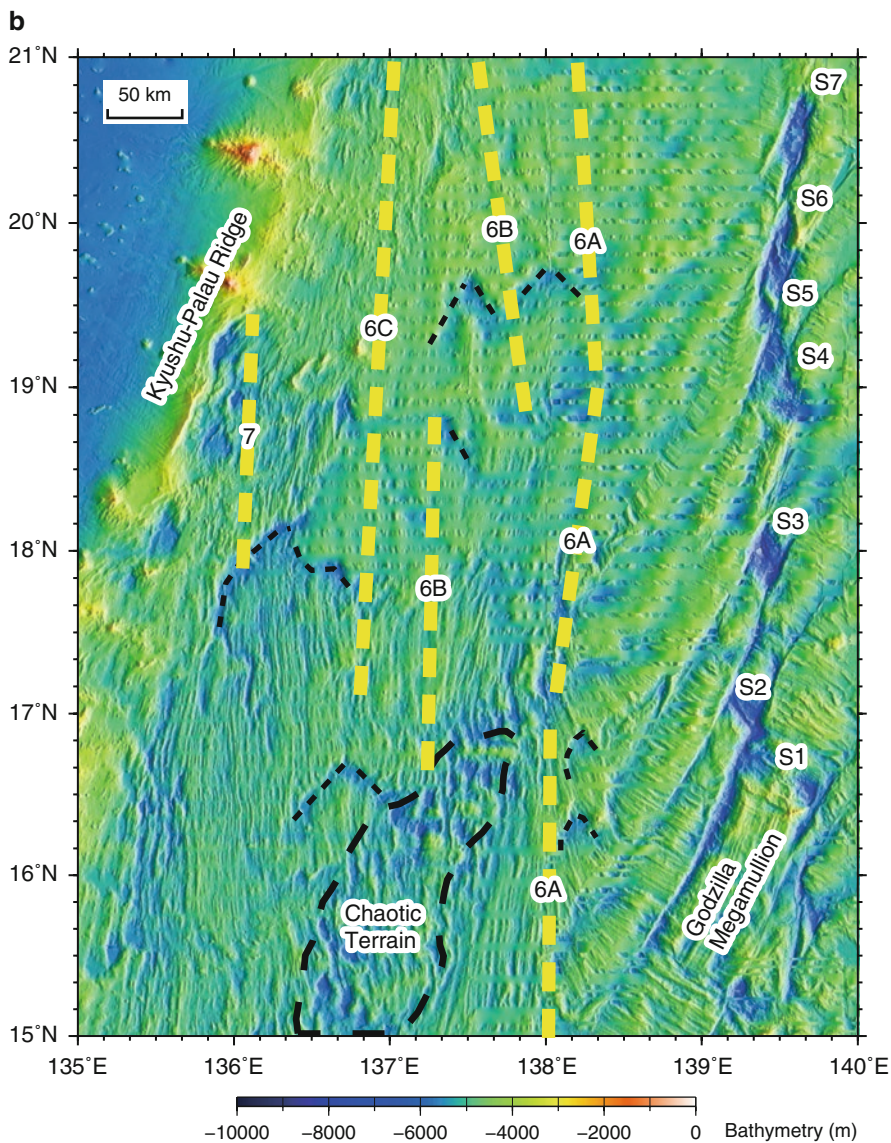 b
21°N
20°N
19°N
18°N
17°N
16°N
15°N
135°E
136°E
137°E
138°E
139°E
140°E
50 km
Kyushu-Palau Ridge
7
6C
6B
6B
6A
6A
6A
S7
S6
S5
S4
S3
S2
S1
Godzilla
Megamullion
Chaotic
Terrain
−10000
−8000
−6000
−4000
−2000
0
Bathymetry (m)